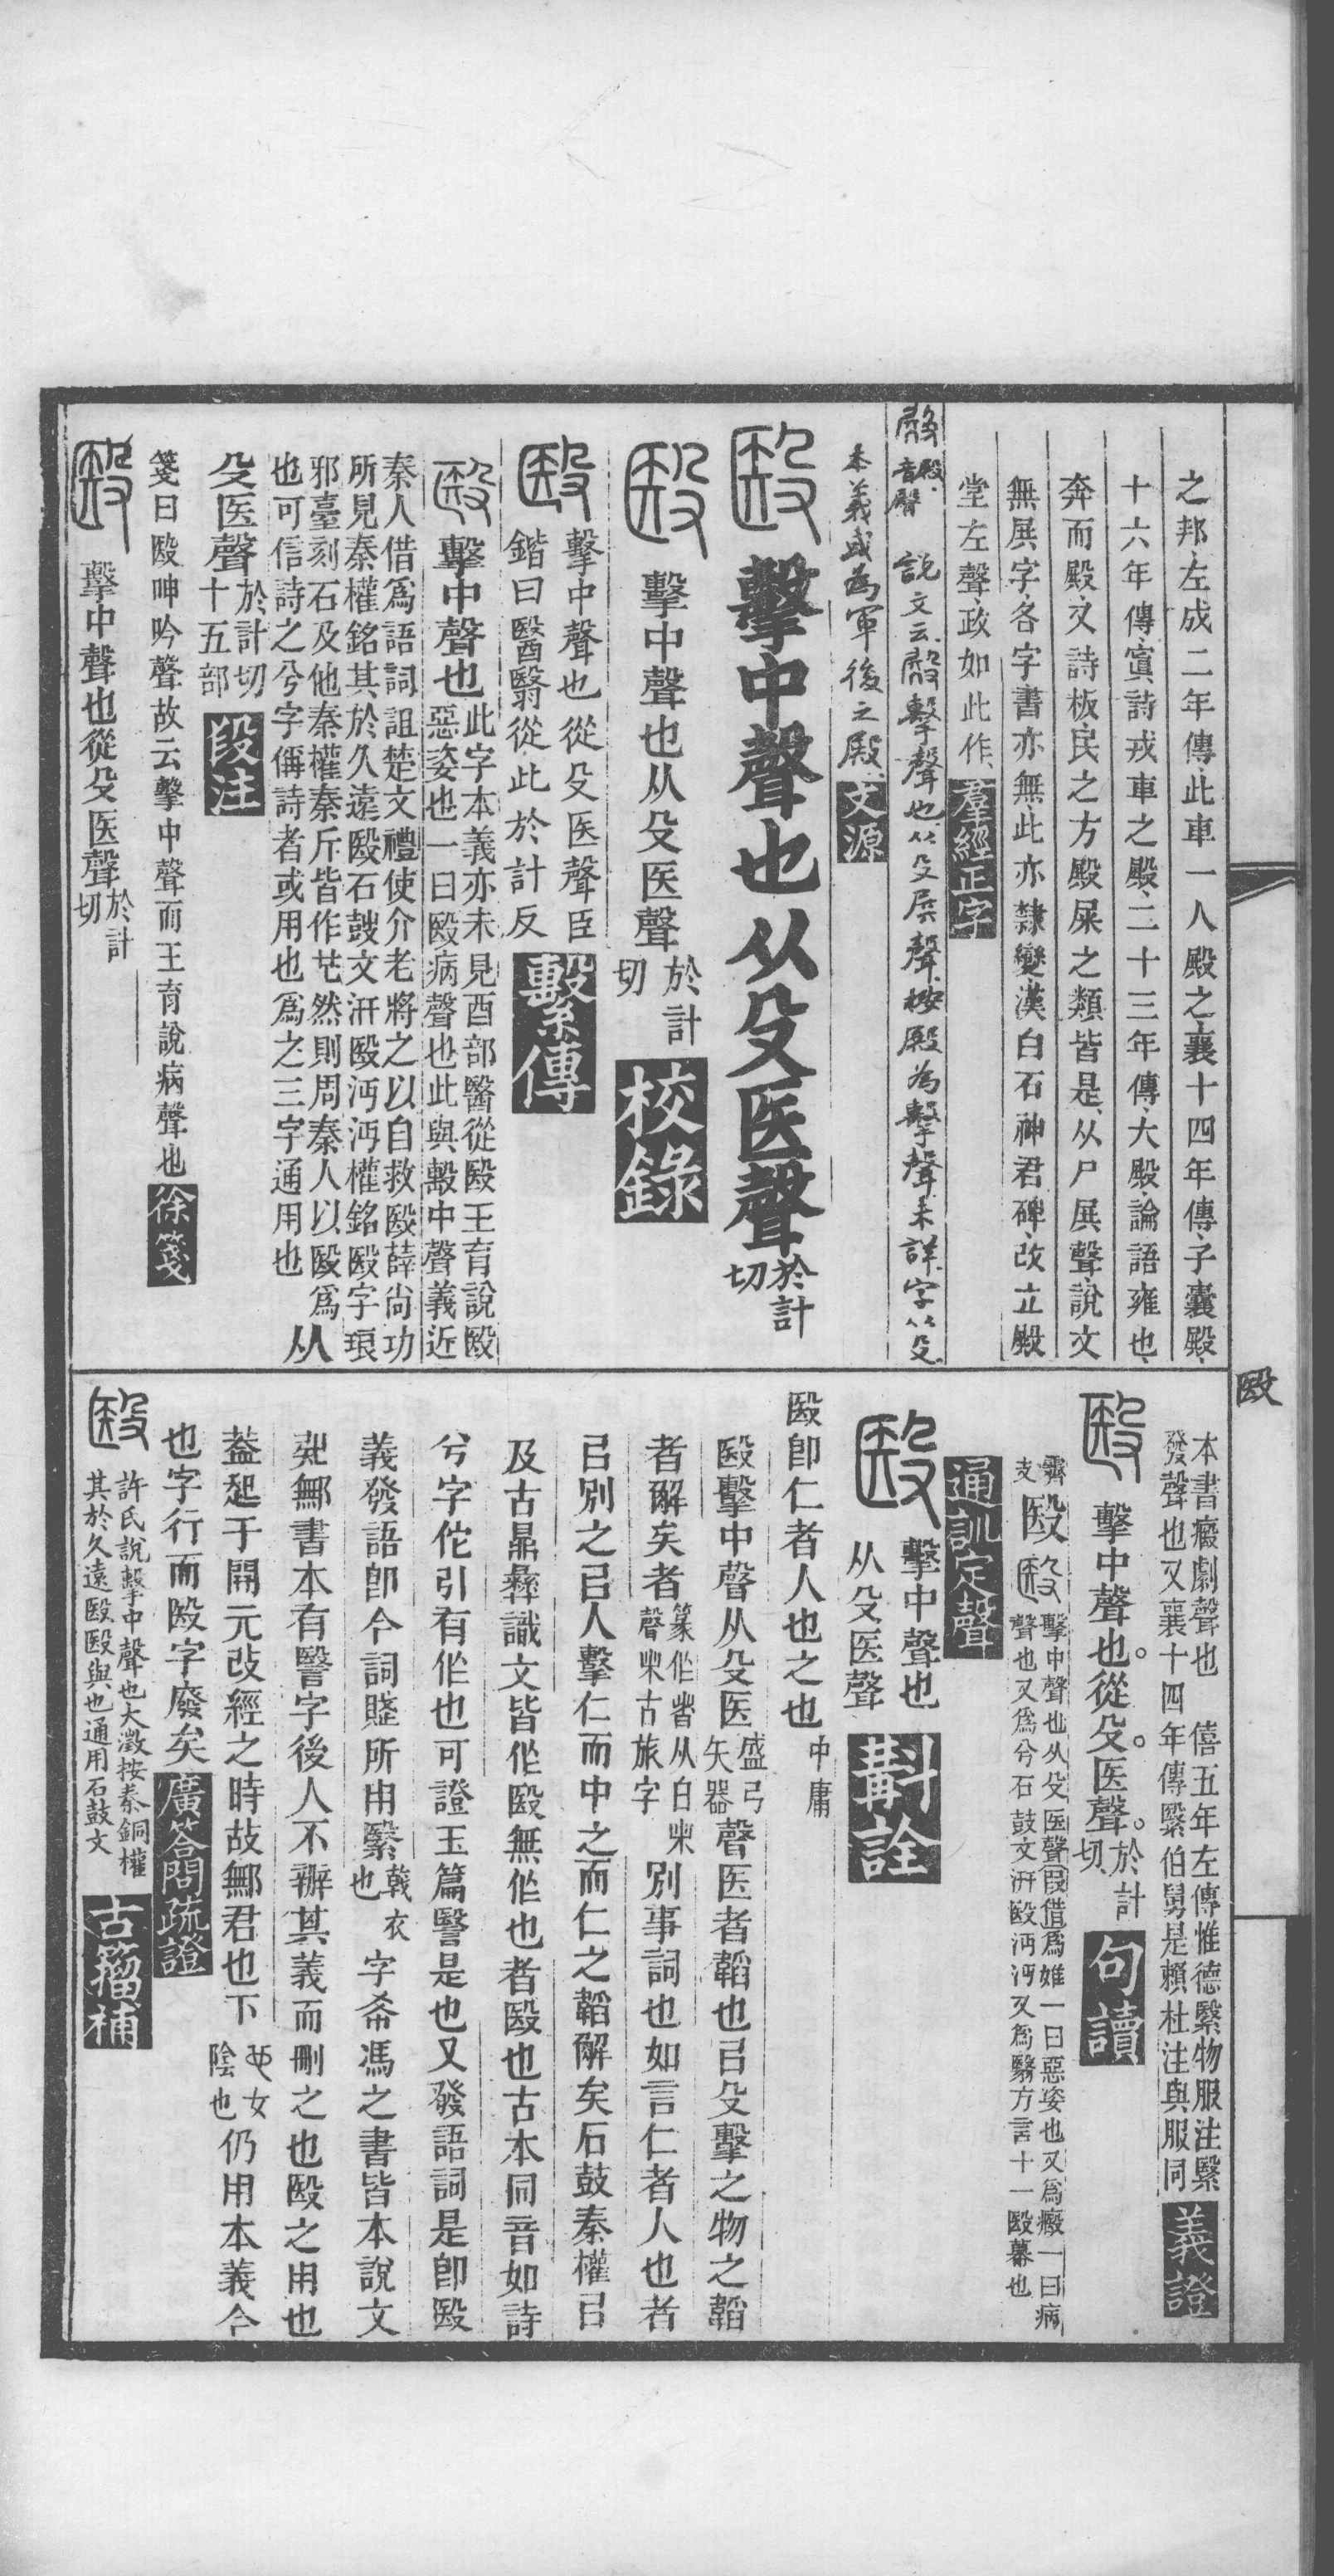 之邦左成二年傳此車一人殿之襄十四年傳子囊殿
十六年傳寘詩戎車之殿二十三年傳大殿論語雍也
奔而殿又詩板民之方殿屎之類皆是从尸㞙聲說文
無㞙字各字書亦無此亦隸變漢白石神君碑改立殿
堂左聲政如此作羣經正字
殿 音聲 說文云 擊聲也从殳㞙聲按殿為擊聲未詳字从殳
本義或為軍後之殿文源
殹擊中聲也从殳医聲於計切
殹擊中聲也从殳医聲於計切校錄
殹擊中聲也從殳医聲臣
鍇曰醫翳從此於計反繫傳
殹擊中聲也此字本義亦未見酉部醫從殹王育說殹
惡姿也一曰殹病聲也此與毄中聲義近
秦人借爲語詞詛楚文禮使介老將之以自救殹薛尚功
所見秦權銘其於久遠殹石鼓文汧殹沔沔權銘殹字琅
邪臺刻石及他秦權秦斤皆作芅然則周秦人以殹爲
也可信詩之兮字偁詩者或用也爲之三字通用也从
殳医聲於計切十五部段注
箋曰殹呻吟聲故云擊中聲而王育說病聲也徐箋
殹擊中聲也從殳医聲於計切
本書癥劇聲也 僖五年左傳惟德繄物服注繄
發聲也又襄十四年傳繄伯舅是賴杜注與服同義證
殹擊中聲也。從殳。医聲。於計切句讀
霽支殹殹擊中聲也从殳医聲假借爲嫕一曰惡姿也又爲癥一曰病
聲也又爲兮石鼓文汧殹沔沔又爲翳方言十一殹幕也
通訓定聲
殹擊中聲也
从殳医聲斠詮
殹卽仁者人也之也中庸
殹擊中聲从殳医盛弓矢器聲医者韜也㠯殳擊之物之韜
者解矣者篆作𣥐从白㫄聲㫄古旅字別事詞也如言仁者人也者
㠯別之㠯人擊仁而中之而仁之韜解矣石鼓秦權㠯
及古鼎彝識文皆作殹無作也者殹也古本同音如詩
兮字佗引有作也可證玉篇醫是也又發語詞是卽殹
義發語卽今詞賦所用繄戟衣也字希馮之書皆本說文
𣦼鄦書本有醫字後人不辦其義而刪之也殹之用也
葢起于開元改經之時故鄦君也下女陰也仍用本義今
也字行而殹字廢矣廣答問疏證
殹許氏說擊中聲也大澂按秦銅權
其於久遠殹殹與也通用石鼓文古籀補
殹